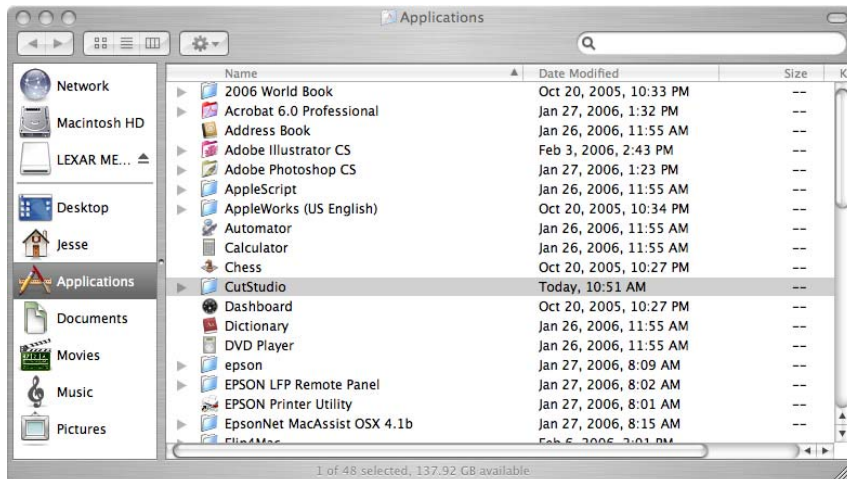 Applications
Name Date Modified Size K
Network
Macintosh HD
LEXAR ME...
Desktop
Jesse
Applications
Documents
Movies
Music
Pictures
2006 World Book Oct 20, 2005, 10:33 PM --
Acrobat 6.0 Professional Jan 27, 2006, 1:32 PM --
Address Book Jan 26, 2006, 11:55 AM --
Adobe Illustrator CS Feb 3, 2006, 2:43 PM --
Adobe Photoshop CS Jan 27, 2006, 1:23 PM --
AppleScript Jan 26, 2006, 11:55 AM --
AppleWorks (US English) Oct 20, 2005, 10:34 PM --
Automator Jan 26, 2006, 11:55 AM --
Calculator Jan 26, 2006, 11:55 AM --
Chess Oct 20, 2005, 10:27 PM --
CutStudio Today, 10:51 AM --
Dashboard Oct 20, 2005, 10:27 PM --
Dictionary Jan 26, 2006, 11:55 AM --
DVD Player Jan 26, 2006, 11:55 AM --
epson Jan 27, 2006, 8:09 AM --
EPSON LFP Remote Panel Jan 27, 2006, 8:02 AM --
EPSON Printer Utility Jan 27, 2006, 8:01 AM --
EpsonNet MacAssist OSX 4.1b Jan 27, 2006, 8:15 AM --
Flip4Mac Feb 6, 2006, 2:01 PM --
1 of 48 selected, 137.92 GB available